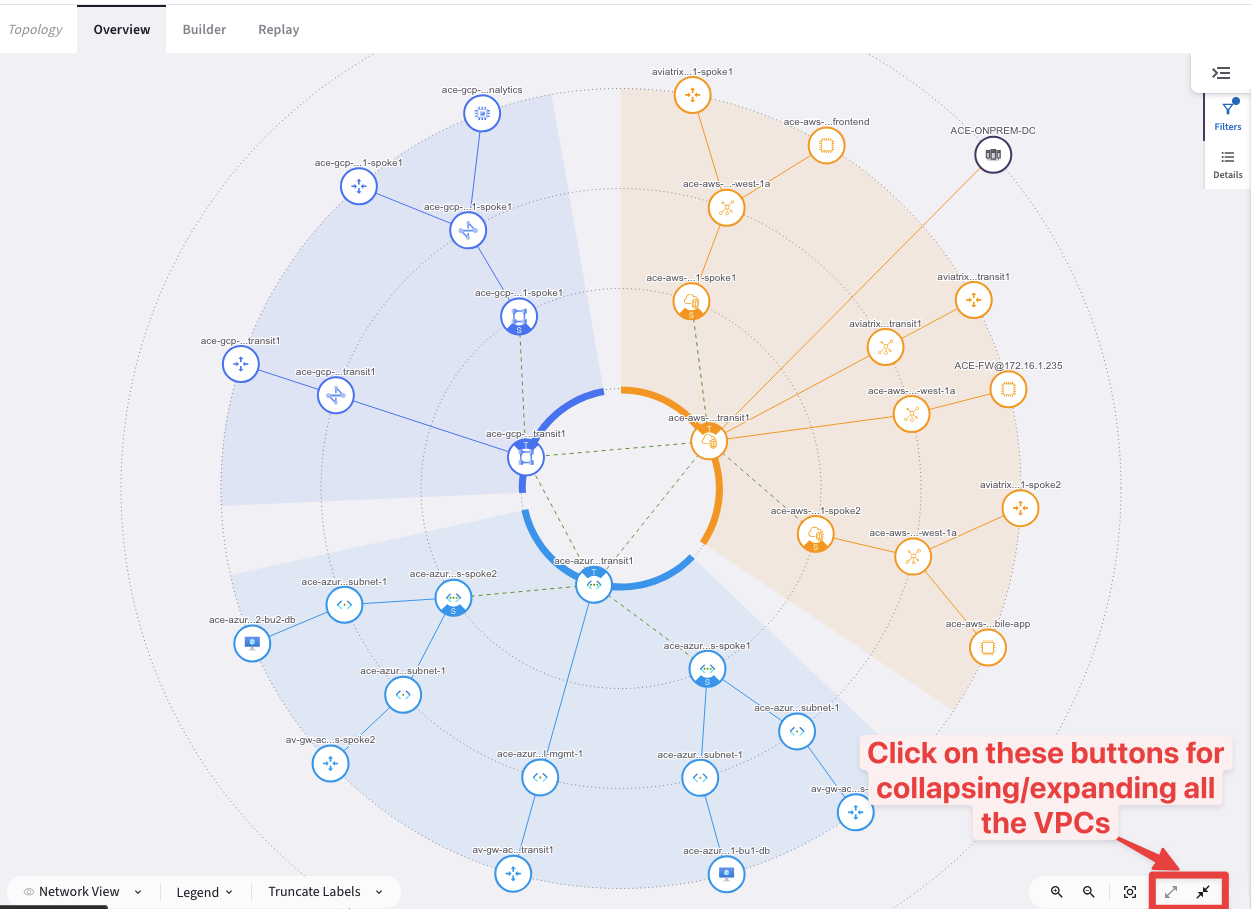 Topology Overview Builder Replay
aviatrix...1-spoke1
ace-gcp-...nalytics
Filters
ace-aws-...frontend
ACE-ONPREM-DC
ace-gcp-...1-spoke1
Details
ace-aws-...-west-1a
ace-gcp-...1-spoke1
ace-aws-...1-spoke1
aviatrix...transit1
ace-gcp-...1-spoke1
S
S
aviatrix...transit1
ace-gcp-...transit1
ACE-FW@172.16.1.235
ace-gcp-...transit1
ace-aws-...-west-1a
ace-aws-...transit1
T
ace-gcp-...transit1
T
aviatrix...1-spoke2
ace-aws-...1-spoke2
ace-aws-...-west-1a
S
ace-azur...transit1
T
ace-azur...s-spoke2
ace-azur...subnet-1
S
ace-azur...2-bu2-db
ace-aws-...bile-app
ace-azur...s-spoke1
S
ace-azur...subnet-1
ace-azur...subnet-1
av-gw-ac...s-spoke2
ace-azur...l-mgmt-1
ace-azur...subnet-1
av-gw-ac...s-
Click on these buttons for
collapsing/expanding all
the VPCs
av-gw-ac...transit1
ace-azur...1-bu1-db
Network View Legend Truncate Labels